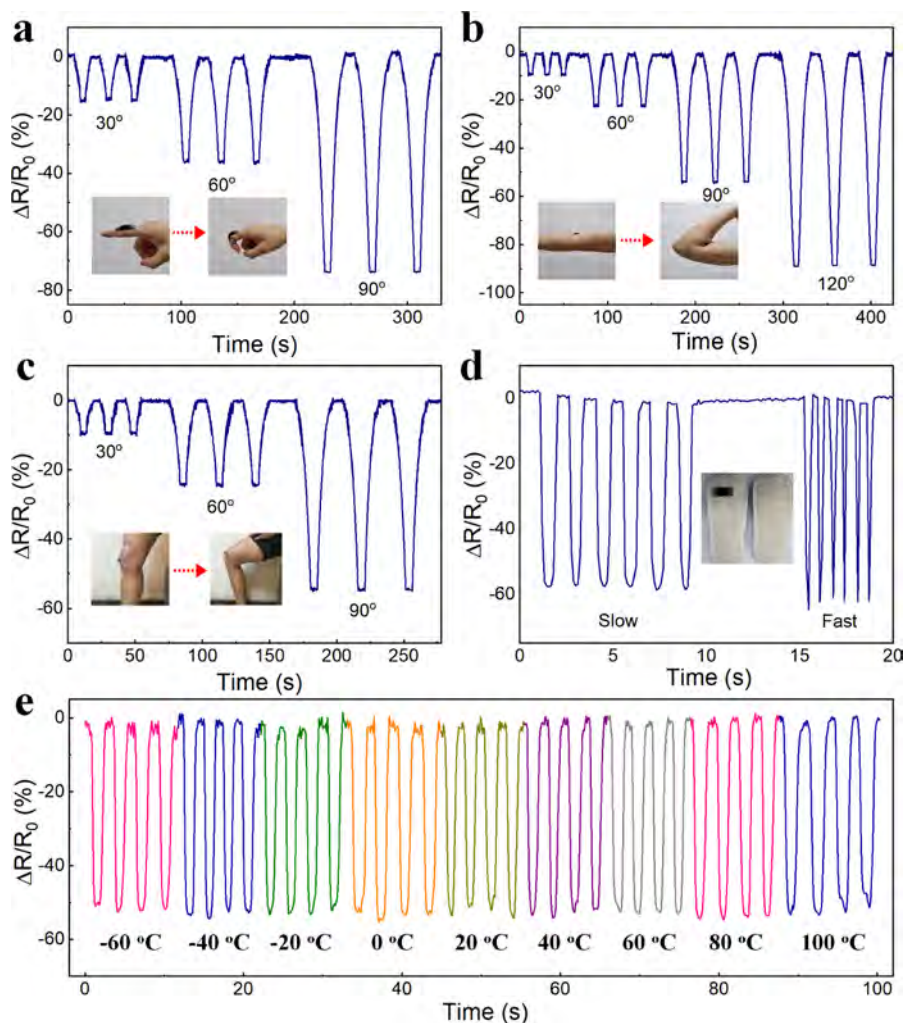 a
ΔR/R₀ (%)
0
-20
-40
-60
-80
30°
60°
90°
0
100
200
300
Time (s)
b
ΔR/R₀ (%)
20
0
-20
-40
-60
-80
-100
30°
60°
90°
120°
0
100
200
300
400
Time (s)
c
ΔR/R₀ (%)
0
-20
-40
-60
30°
60°
90°
0
50
100
150
200
250
Time (s)
d
ΔR/R₀ (%)
0
-20
-40
-60
Slow
Fast
0
5
10
15
20
Time (s)
e
ΔR/R₀ (%)
0
-20
-40
-60
-60 °C
-40 °C
-20 °C
0 °C
20 °C
40 °C
60 °C
80 °C
100 °C
0
20
40
60
80
100
Time (s)